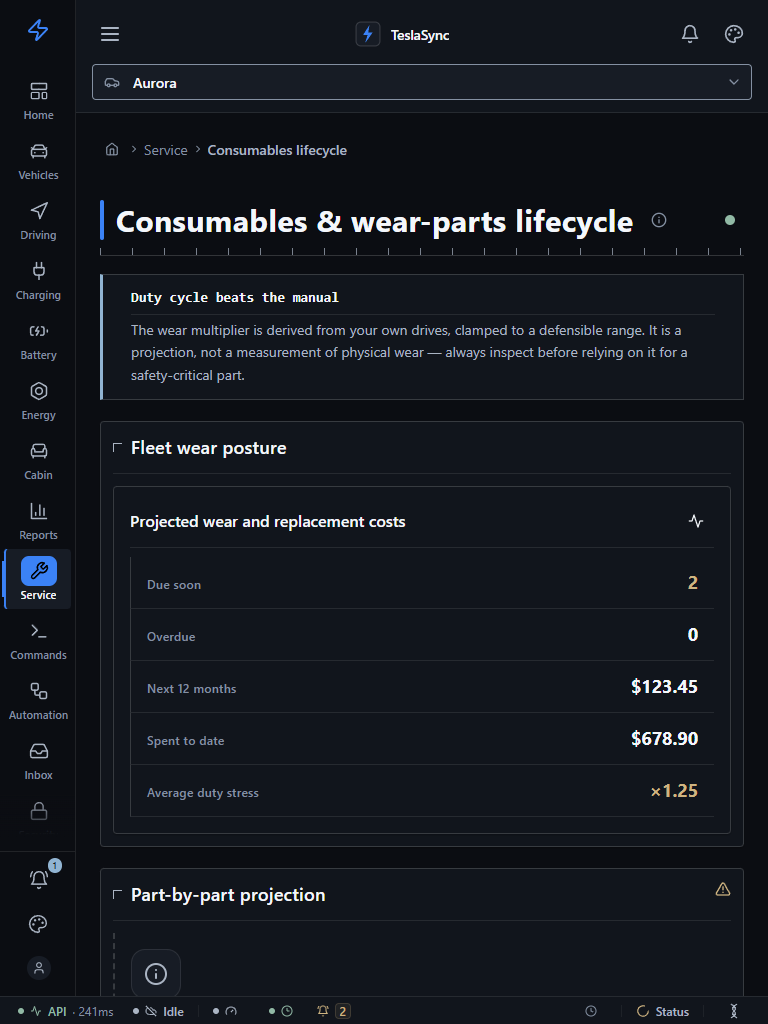 TeslaSync
Aurora
Home
Vehicles
Driving
Charging
Battery
Energy
Cabin
Reports
Service
Commands
Automation
Inbox
1
Service
Consumables lifecycle
Consumables & wear-parts lifecycle
Duty cycle beats the manual
The wear multiplier is derived from your own drives, clamped to a defensible range. It is a
projection, not a measurement of physical wear — always inspect before relying on it for a
safety-critical part.
Fleet wear posture
Projected wear and replacement costs
Due soon 2
Overdue 0
Next 12 months $123.45
Spent to date $678.90
Average duty stress ×1.25
Part-by-part projection
API · 241ms Idle 2 Status